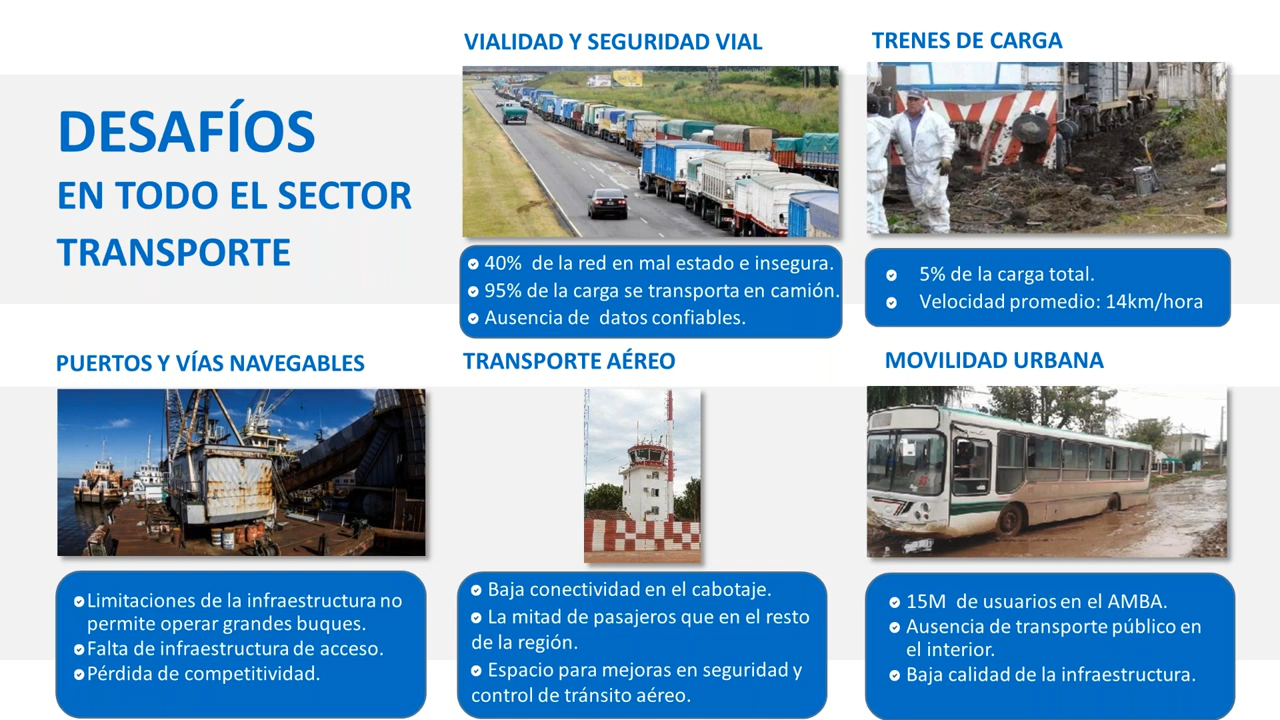 DESAFÍOS
EN TODO EL SECTOR
TRANSPORTE
VIALIDAD Y SEGURIDAD VIAL
40% de la red en mal estado e insegura.
95% de la carga se transporta en camión.
Ausencia de datos confiables.
TRENES DE CARGA
5% de la carga total.
Velocidad promedio: 14km/hora
PUERTOS Y VÍAS NAVEGABLES
Limitaciones de la infraestructura no
permite operar grandes buques.
Falta de infraestructura de acceso.
Pérdida de competitividad.
TRANSPORTE AÉREO
Baja conectividad en el cabotaje.
La mitad de pasajeros que en el resto
de la región.
Espacio para mejoras en seguridad y
control de tránsito aéreo.
MOVILIDAD URBANA
15M de usuarios en el AMBA.
Ausencia de transporte público en
el interior.
Baja calidad de la infraestructura.